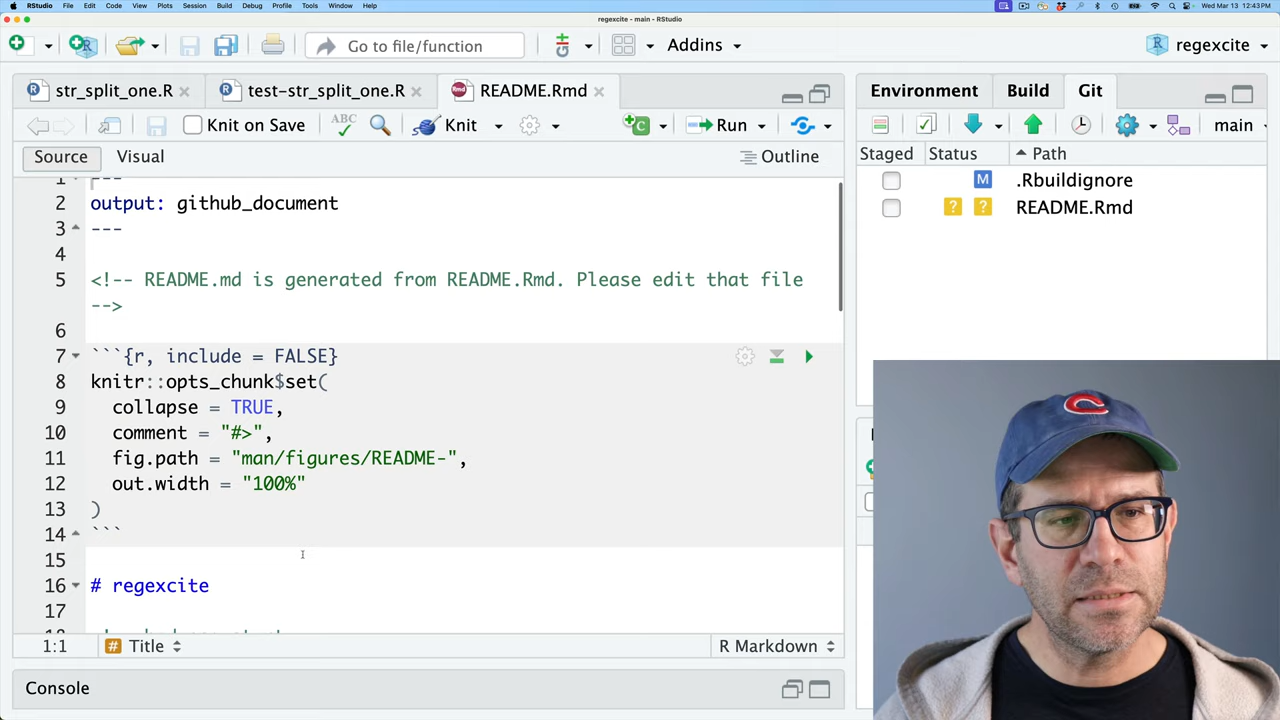 RStudio File Edit Code View Plots Session Build Debug Profile Tools Window Help
Wed Mar 13 12:43 PM
regexcite - main - RStudio
Go to file/function
Addins
regexcite
str_split_one.R
test-str_split_one.R
README.Rmd
Environment
Build
Git
Knit on Save
ABC
Knit
Run
main
Source
Visual
Outline
Staged
Status
Path
M
.Rbuildignore
? ?
README.Rmd
1 ---
2 output: github_document
3 ---
4
5 <!-- README.md is generated from README.Rmd. Please edit that file
-->
6
7 ```{r, include = FALSE}
8 knitr::opts_chunk$set(
9 collapse = TRUE,
10 comment = "#>",
11 fig.path = "man/figures/README-",
12 out.width = "100%"
13 )
14 ```
15
16 # regexcite
17
1:1
# Title
R Markdown
Console